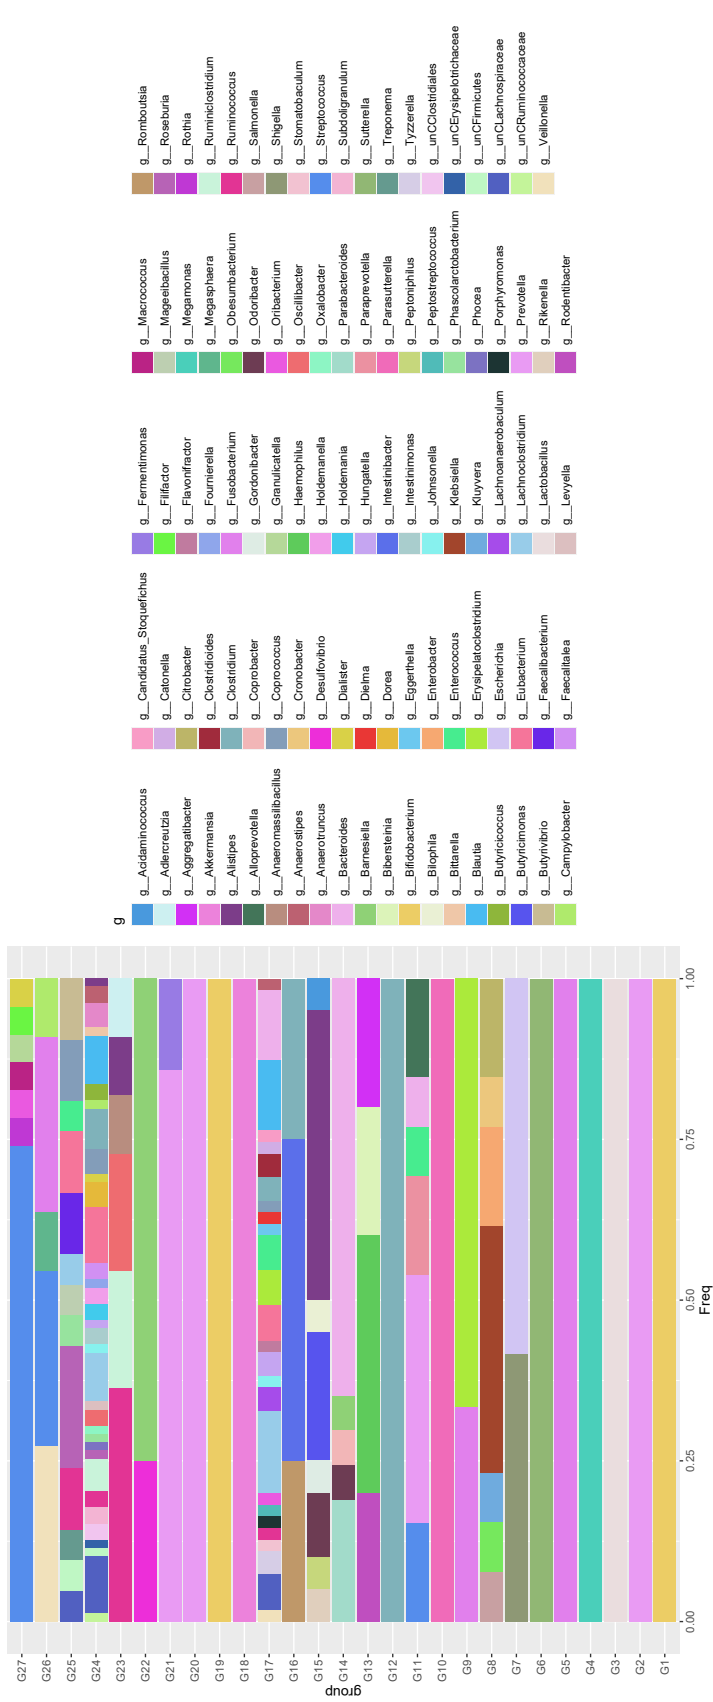 group
G27
G26
G25
G24
G23
G22
G21
G20
G19
G18
G17
G16
G15
G14
G13
G12
G11
G10
G9
G8
G7
G6
G5
G4
G3
G2
G1
0.00
0.25
0.50
0.75
1.00
Freq
g
g__Acidaminococcus
g__Adlercreutzia
g__Aggregatibacter
g__Akkermansia
g__Alistipes
g__Alloprevotella
g__Anaeromassilibacillus
g__Anaerostipes
g__Anaerotruncus
g__Bacteroides
g__Barnesiella
g__Bibersteinia
g__Bifidobacterium
g__Bilophila
g__Bittarella
g__Blautia
g__Butyricicoccus
g__Butyricimonas
g__Butyrivibrio
g__Campylobacter
g__Candidatus_Stoquefichus
g__Catonella
g__Citrobacter
g__Clostridioides
g__Clostridium
g__Coprobacter
g__Coprococcus
g__Cronobacter
g__Desulfovibrio
g__Dialister
g__Dielma
g__Dorea
g__Eggerthella
g__Enterobacter
g__Enterococcus
g__Erysipelatoclostridium
g__Escherichia
g__Eubacterium
g__Faecalibacterium
g__Faecalitalea
g__Fermentimonas
g__Filifactor
g__Flavonifractor
g__Fournierella
g__Fusobacterium
g__Gordonibacter
g__Granulicatella
g__Haemophilus
g__Holdemanella
g__Holdemania
g__Hungatella
g__Intestinibacter
g__Intestinimonas
g__Johnsonella
g__Klebsiella
g__Kluyvera
g__Lachnoanaerobaculum
g__Lachnoclostridium
g__Lactobacillus
g__Levyella
g__Macrococcus
g__Mageeibacillus
g__Megamonas
g__Megasphaera
g__Obesumbacterium
g__Odoribacter
g__Oribacterium
g__Oscillibacter
g__Oxalobacter
g__Parabacteroides
g__Paraprevotella
g__Parasutterella
g__Peptoniphilus
g__Peptostreptococcus
g__Phascolarctobacterium
g__Phocea
g__Porphyromonas
g__Prevotella
g__Rikenella
g__Rodentibacter
g__Romboutsia
g__Roseburia
g__Rothia
g__Ruminiclostridium
g__Ruminococcus
g__Salmonella
g__Shigella
g__Stomatobaculum
g__Streptococcus
g__Subdoligranulum
g__Sutterella
g__Treponema
g__Tyzzerella
g__unCClostridiales
g__unCErysipelotrichaceae
g__unCFirmicutes
g__unCLachnospiraceae
g__unCRuminococcaceae
g__Veillonella